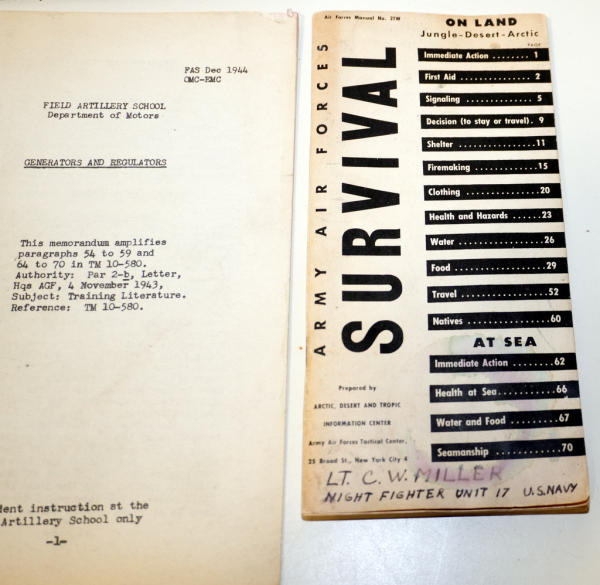 FAS Dec 1944
OMC-EMC
FIELD ARTILLERY SCHOOL
Department of Motors
GENERATORS AND REGULATORS
This memorandum amplifies
paragraphs 54 to 59 and
64 to 70 in TM 10-580.
Authority: Par 2-b, Letter,
Hqs AGF, 4 November 1943,
Subject: Training Literature.
Reference: TM 10-580.
dent instruction at the
Artillery School only
-1-
Air Forces Manual No. 21W
ARMY AIR FORCES
SURVIVAL
ON LAND
Jungle-Desert-Arctic
PAGE
Immediate Action ........ 1
First Aid .............. 2
Signaling .............. 5
Decision (to stay or travel). 9
Shelter ................11
Firemaking .............15
Clothing ...............20
Health and Hazards ......23
Water ..................26
Food ...................29
Travel .................52
Natives ................60
AT SEA
Immediate Action ........62
Health at Sea...........66
Water and Food .........67
Seamanship .............70
Prepared by
ARCTIC, DESERT AND TROPIC
INFORMATION CENTER
Army Air Forces Tactical Center,
25 Broad St., New York City 4
LT. C. W. MILLER
NIGHT FIGHTER UNIT 17 U.S. NAVY